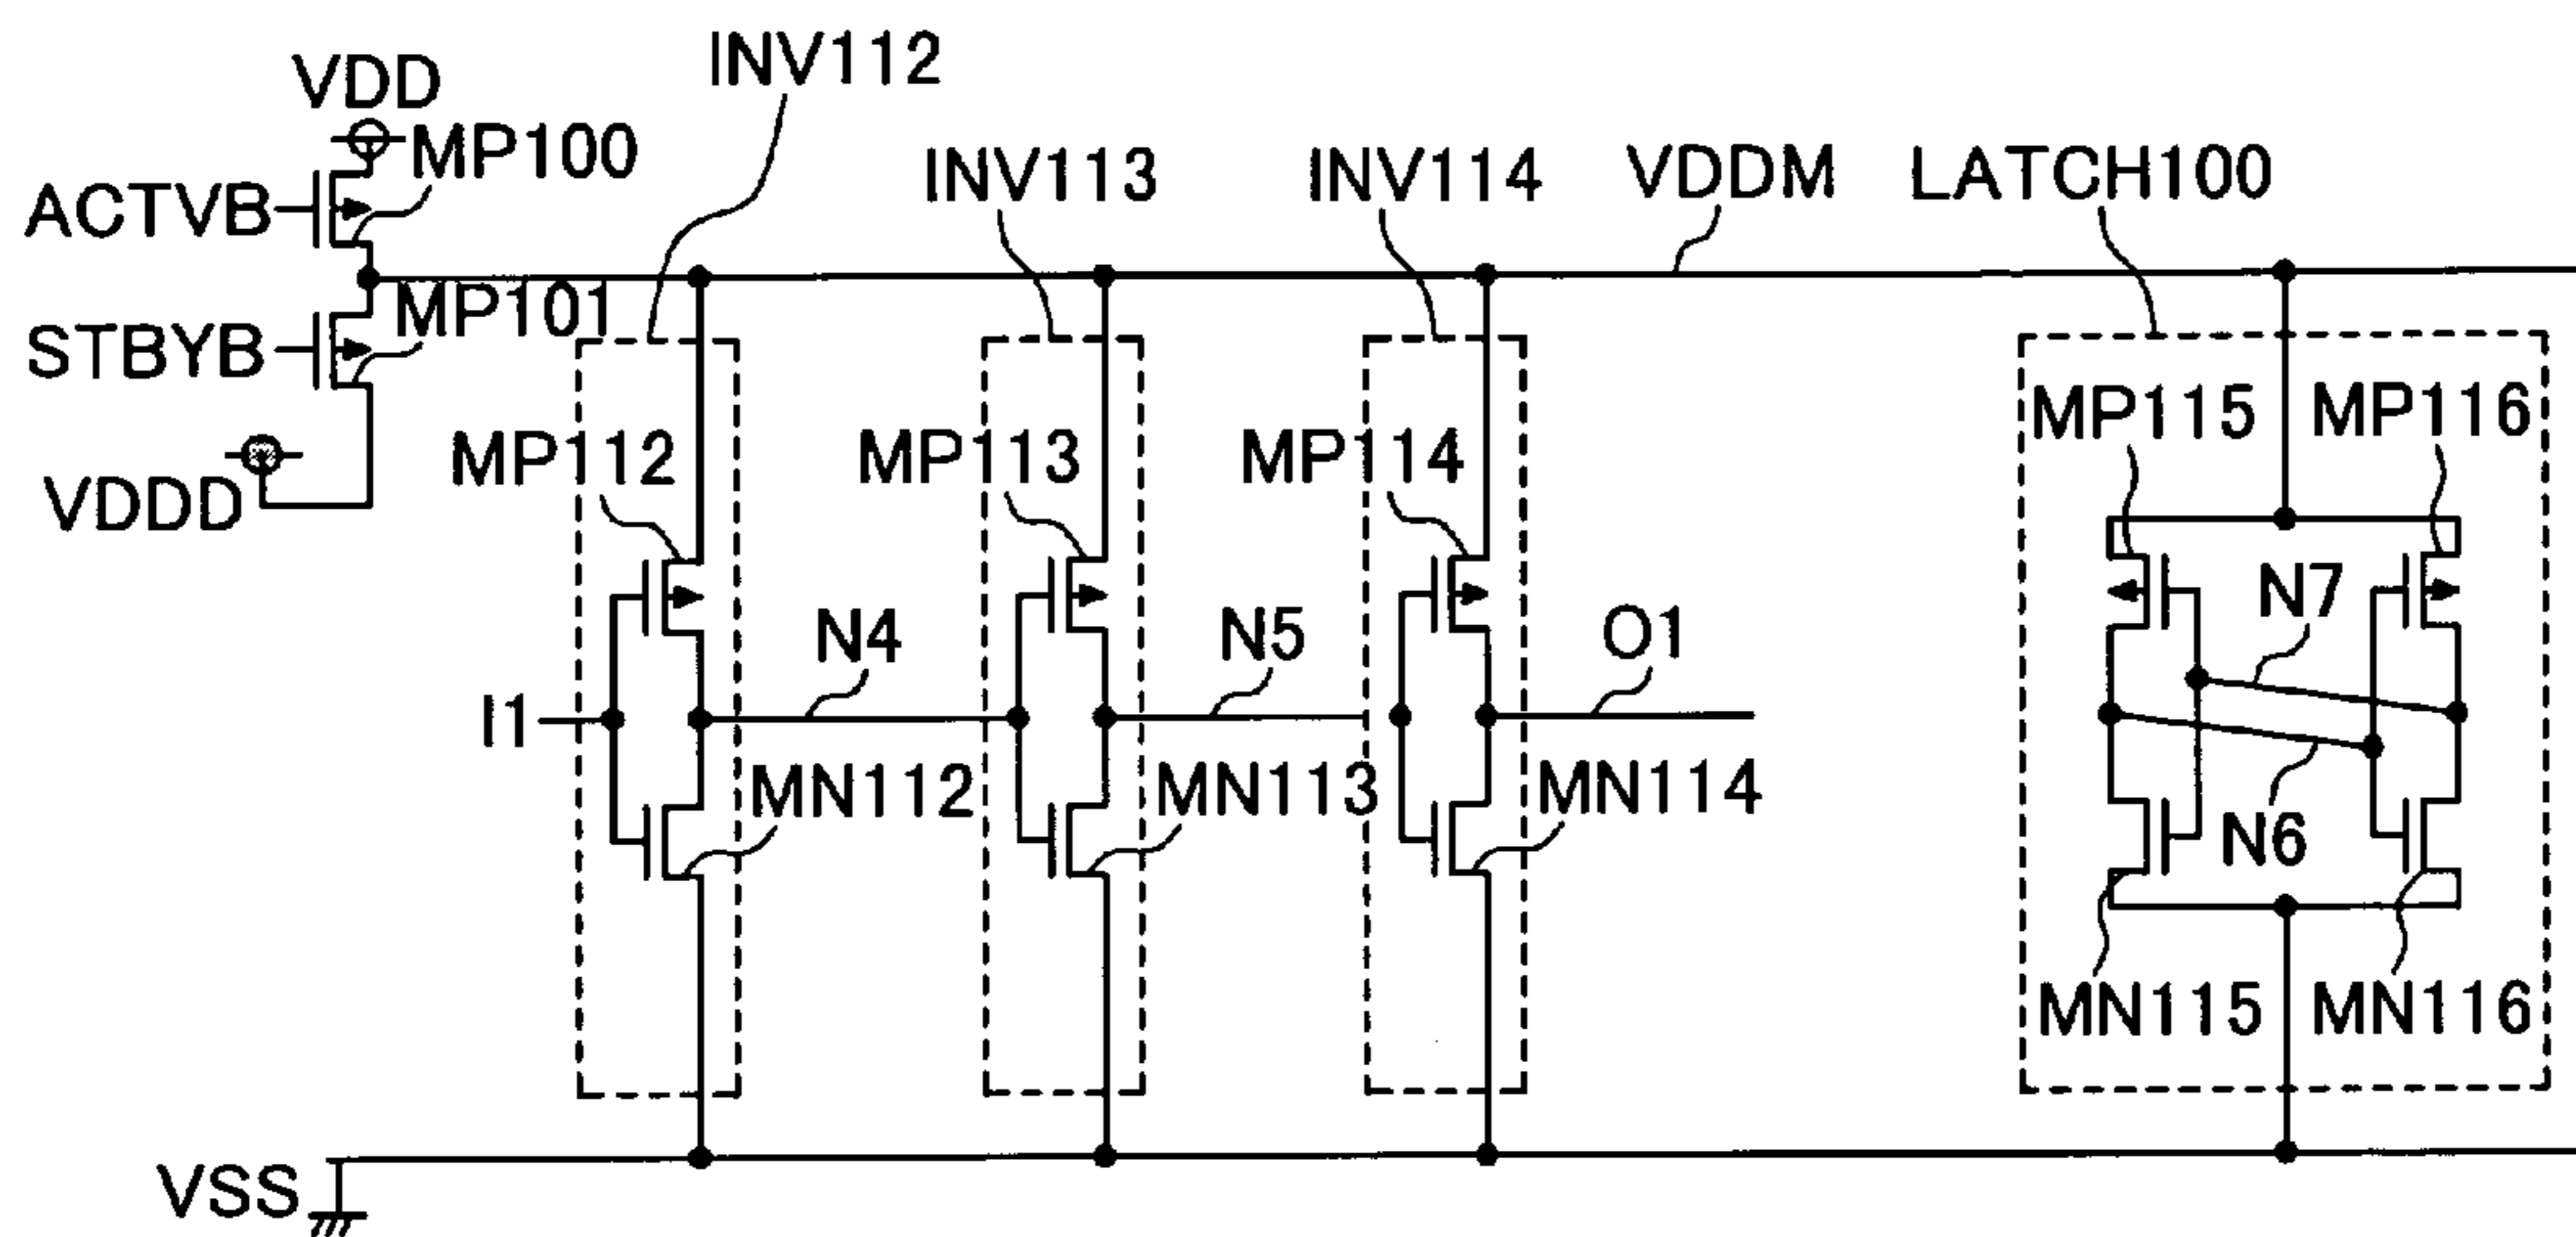 VDD
INV112
MP100
INV113
INV114
VDDM
LATCH100
ACTVB
MP101
STBYB
VDDD
MP112
MP113
MP114
MP115
MP116
N4
N5
O1
N7
I1
MN112
MN113
MN114
N6
MN115
MN116
VSS